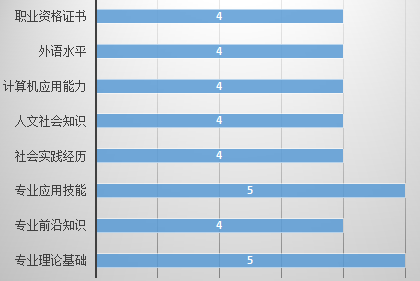 职业资格证书 4
外语水平 4
计算机应用能力 4
人文社会知识 4
社会实践经历 4
专业应用技能 5
专业前沿知识 4
专业理论基础 5